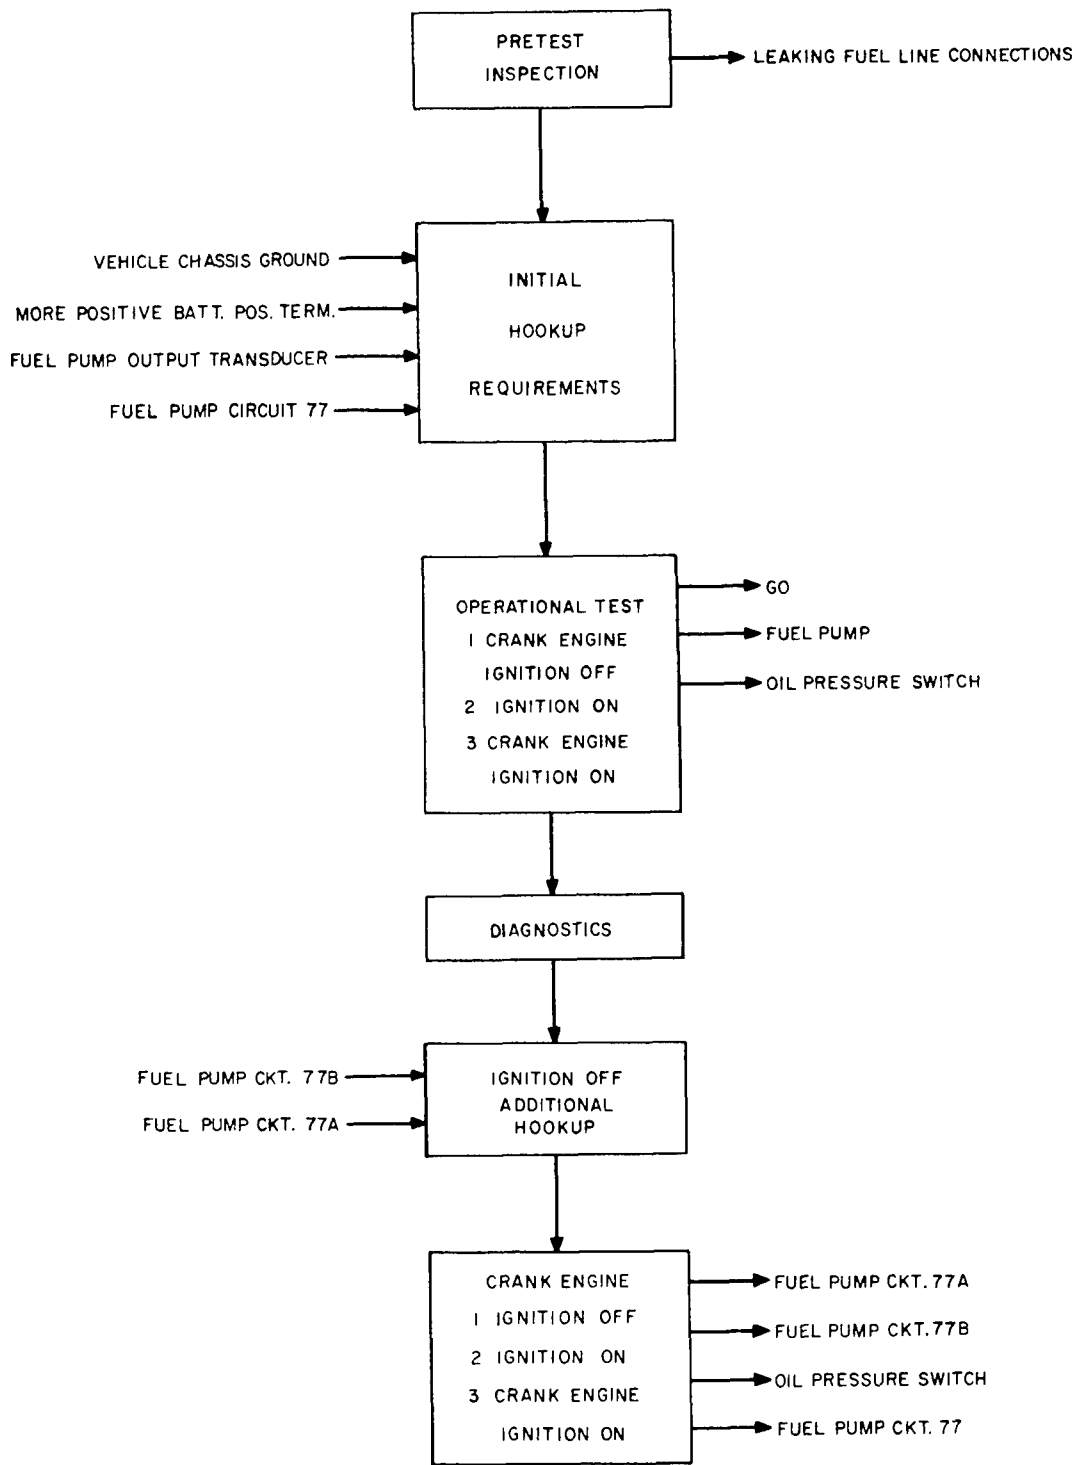 PRETEST
INSPECTION
LEAKING FUEL LINE CONNECTIONS
VEHICLE CHASSIS GROUND
MORE POSITIVE BATT. POS. TERM.
FUEL PUMP OUTPUT TRANSDUCER
FUEL PUMP CIRCUIT 77
INITIAL
HOOKUP
REQUIREMENTS
OPERATIONAL TEST
1 CRANK ENGINE
IGNITION OFF
2 IGNITION ON
3 CRANK ENGINE
IGNITION ON
GO
FUEL PUMP
OIL PRESSURE SWITCH
DIAGNOSTICS
FUEL PUMP CKT. 77B
FUEL PUMP CKT. 77A
IGNITION OFF
ADDITIONAL
HOOKUP
CRANK ENGINE
1 IGNITION OFF
2 IGNITION ON
3 CRANK ENGINE
IGNITION ON
FUEL PUMP CKT. 77A
FUEL PUMP CKT. 77B
OIL PRESSURE SWITCH
FUEL PUMP CKT. 77